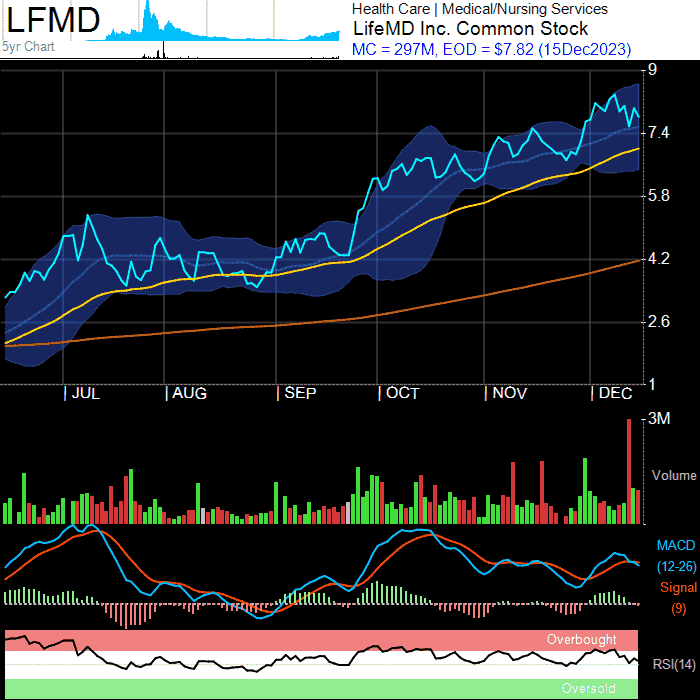 LFMD
5yr Chart
Health Care | Medical/Nursing Services
LifeMD Inc. Common Stock
MC = 297M, EOD = $7.82 (15Dec2023)
9
7.4
5.8
4.2
2.6
1
| JUL | AUG | SEP | OCT | NOV | DEC
3M
Volume
MACD
(12-26)
Signal
(9)
Overbought
RSI(14)
Oversold